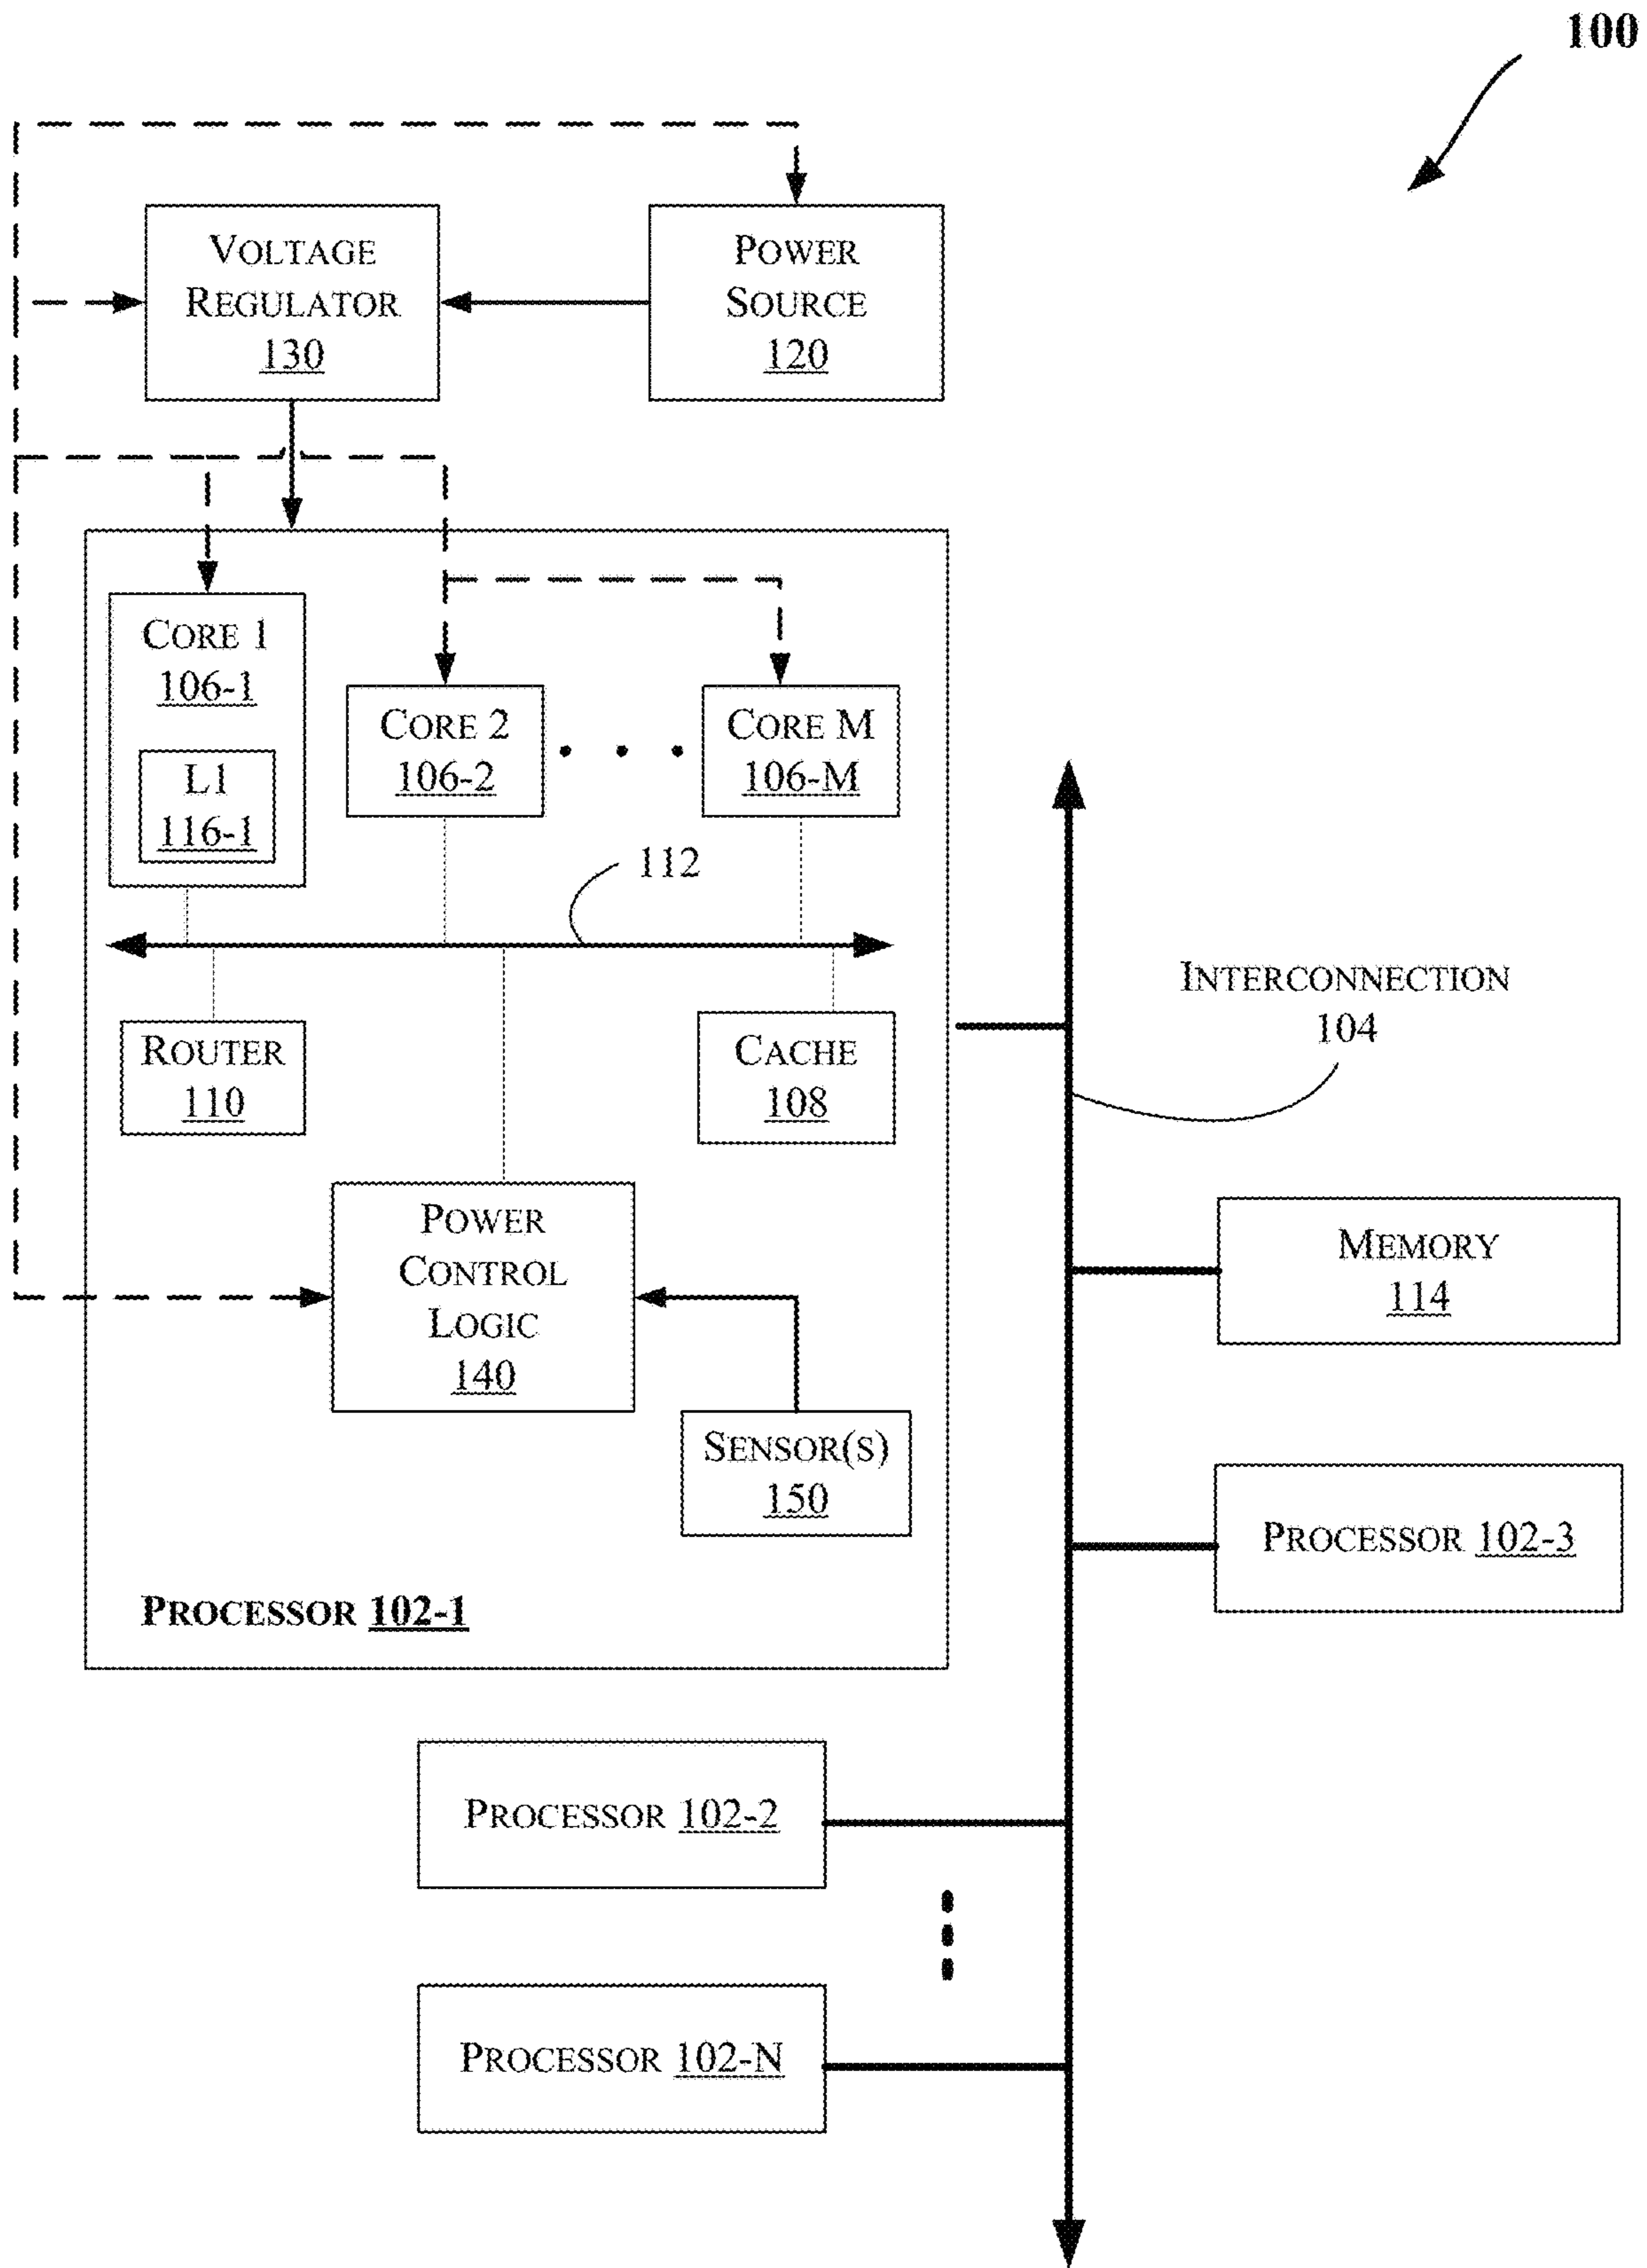 100
VOLTAGE
REGULATOR
130
POWER
SOURCE
120
CORE 1
106-1
L1
116-1
CORE 2
106-2
CORE M
106-M
112
ROUTER
110
CACHE
108
INTERCONNECTION
104
POWER
CONTROL
LOGIC
140
SENSOR(S)
150
MEMORY
114
PROCESSOR 102-3
PROCESSOR 102-1
PROCESSOR 102-2
PROCESSOR 102-N